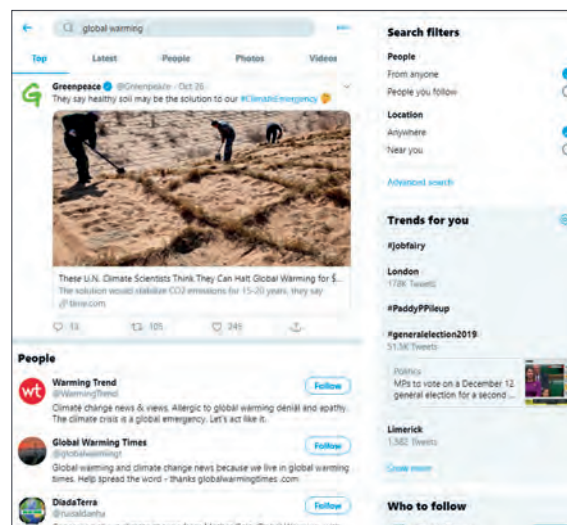 global warming
Top Latest People Photos Videos
Greenpeace @Greenpeace · Oct 26
They say healthy soil may be the solution to our #ClimateEmergency
These U.N. Climate Scientists Think They Can Halt Global Warming for $...
The solution would stabilize CO2 emissions for 15-20 years, they say
time.com
13 105 245
People
wt
Warming Trend
@WarmingTrend
Follow
Climate change news & views. Allergic to global warming denial and apathy.
The climate crisis is a global emergency. Let's act like it.
Global Warming Times
@globalwarmingt
Follow
Global warming and climate change news because we live in global warming
times. Help spread the word - thanks globalwarmingtimes .com
DiadaTerra
@ruisaldanha
Follow
Search filters
People
From anyone
People you follow
Location
Anywhere
Near you
Advanced search
Trends for you
#jobfairy
London
178K Tweets
#PaddyPPileup
#generalelection2019
51.5K Tweets
Politics
MPs to vote on a December 12
general election for a second ...
Limerick
1,582 Tweets
Show more
Who to follow